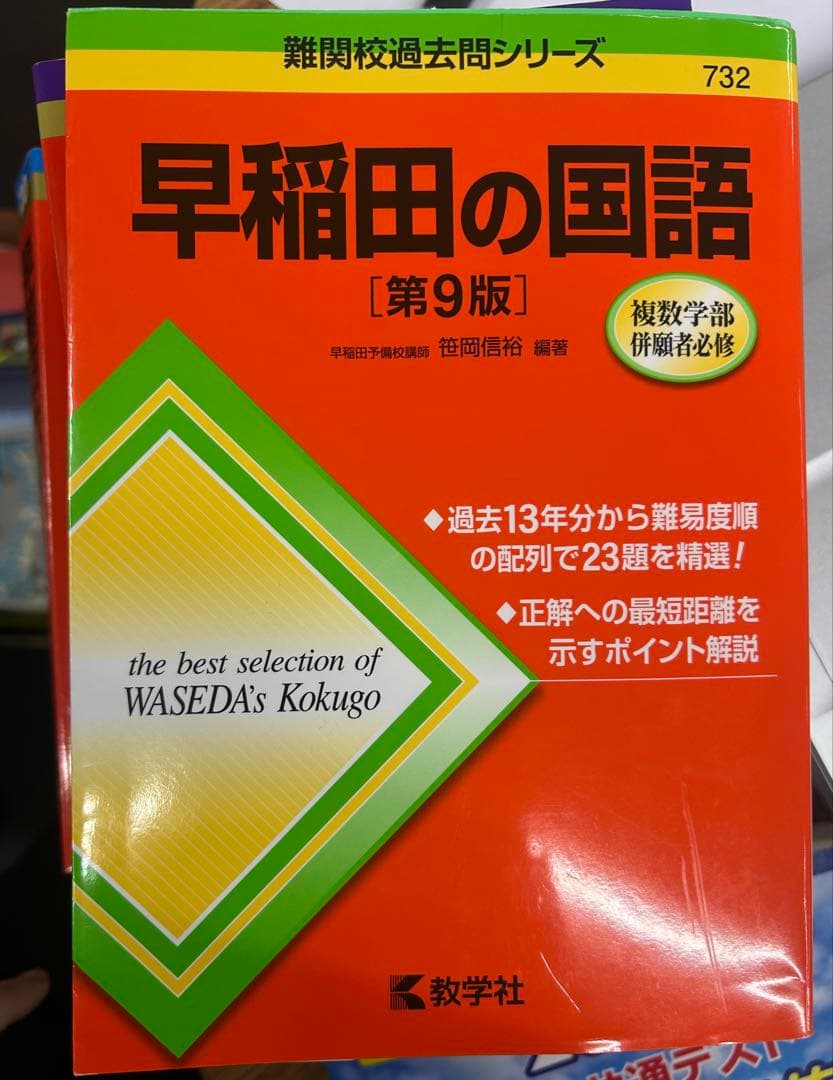 難関校過去問シリーズ
732
早稲田の国語
［第9版］
複数学部
併願者必修
早稲田予備校講師 笹岡信裕 編著
◆過去13年分から難易度順
の配列で23題を精選！
◆正解への最短距離を
示すポイント解説
the best selection of
WASEDA's Kokugo
教学社
通テスト